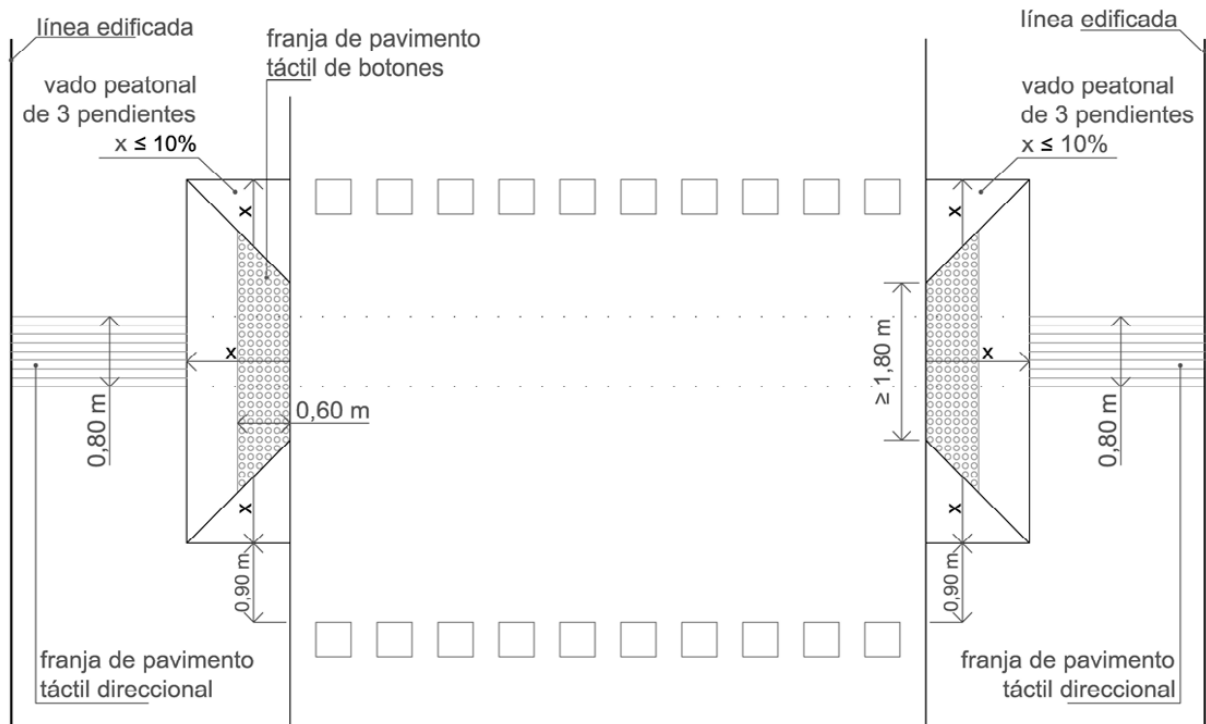 línea edificada
franja de pavimento
táctil de botones
vado peatonal
de 3 pendientes
x ≤ 10%
línea edificada
vado peatonal
de 3 pendientes
x ≤ 10%
x
x
x
0,80 m
0,60 m
≥ 1,80 m
x
x
x
0,80 m
0,90 m
0,90 m
franja de pavimento
táctil direccional
franja de pavimento
táctil direccional